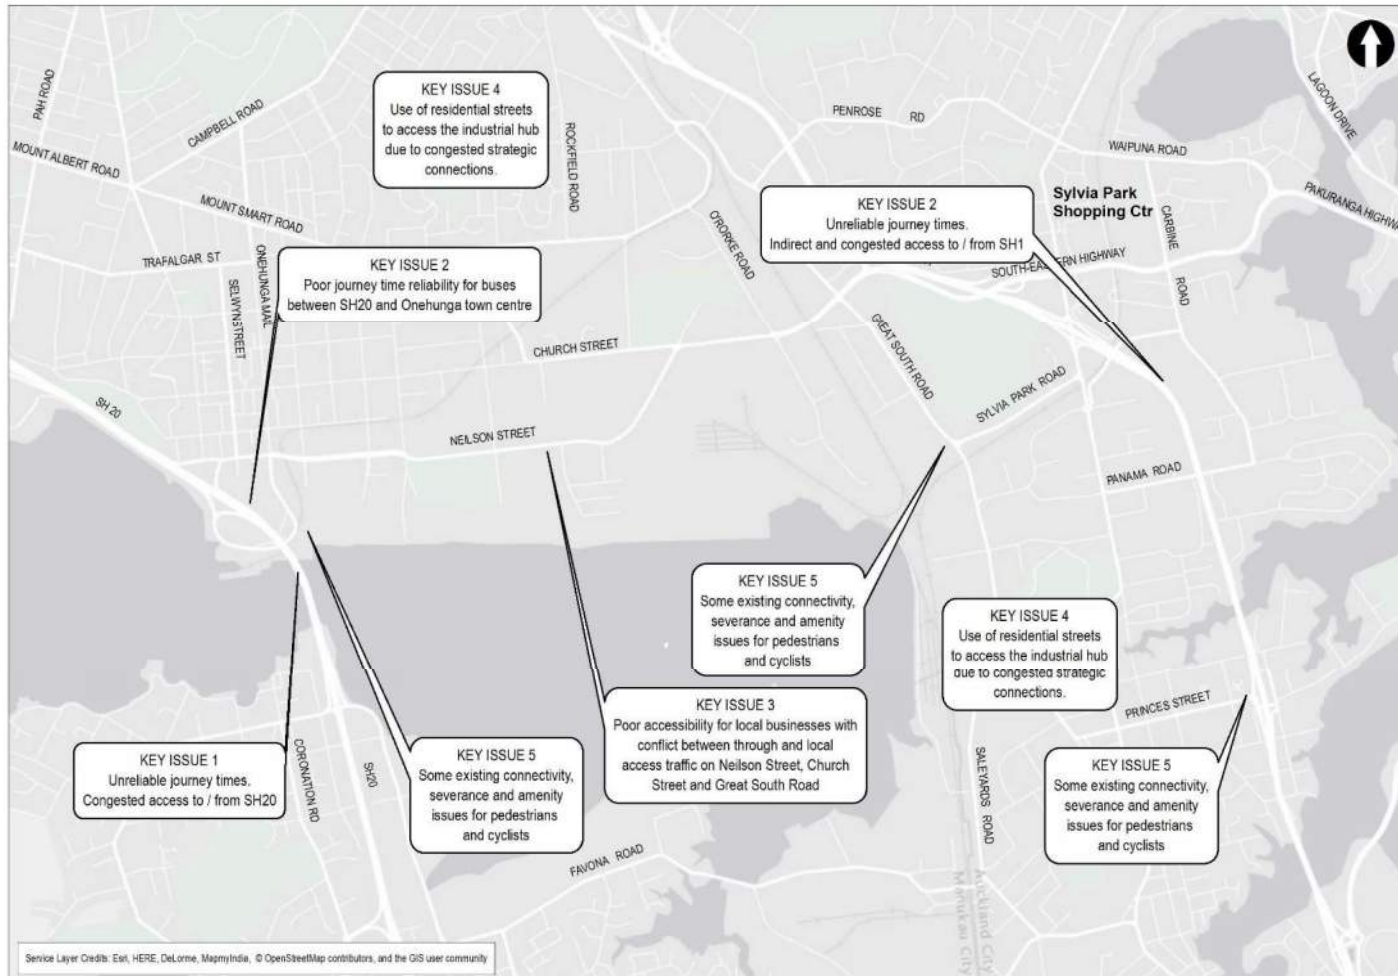 PAH ROAD
CAMPBELL ROAD
MOUNT ALBERT ROAD
MOUNT SMART ROAD
KEY ISSUE 4
Use of residential streets
to access the industrial hub
due to congested strategic
connections.
ROCKFIELD ROAD
PENROSE RD
LAGOON DRIVE
WAIPUNA ROAD
PAKURANGA HIGHWAY
Sylvia Park
Shopping Ctr
CARBINE ROAD
O'RORKE ROAD
KEY ISSUE 2
Unreliable journey times.
Indirect and congested access to / from SH1
SOUTH-EASTERN HIGHWAY
TRAFALGAR ST
SELWYN STREET
ONEHUNGA MALL
KEY ISSUE 2
Poor journey time reliability for buses
between SH20 and Onehunga town centre
CHURCH STREET
GREAT SOUTH ROAD
SYLVIA PARK ROAD
SH 20
NEILSON STREET
PANAMA ROAD
KEY ISSUE 5
Some existing connectivity,
severance and amenity
issues for pedestrians
and cyclists
KEY ISSUE 4
Use of residential streets
to access the industrial hub
due to congested strategic
connections.
PRINCES STREET
KEY ISSUE 3
Poor accessibility for local businesses with
conflict between through and local
access traffic on Neilson Street, Church
Street and Great South Road
KEY ISSUE 1
Unreliable journey times.
Congested access to / from SH20
CORONATION RD
SH20
KEY ISSUE 5
Some existing connectivity,
severance and amenity
issues for pedestrians
and cyclists
SALEYARDS ROAD
KEY ISSUE 5
Some existing connectivity,
severance and amenity
issues for pedestrians
and cyclists
FAVONA ROAD
Manukau City
Auckland City
Service Layer Credits: Esri, HERE, DeLorme, MapmyIndia, © OpenStreetMap contributors, and the GIS user community